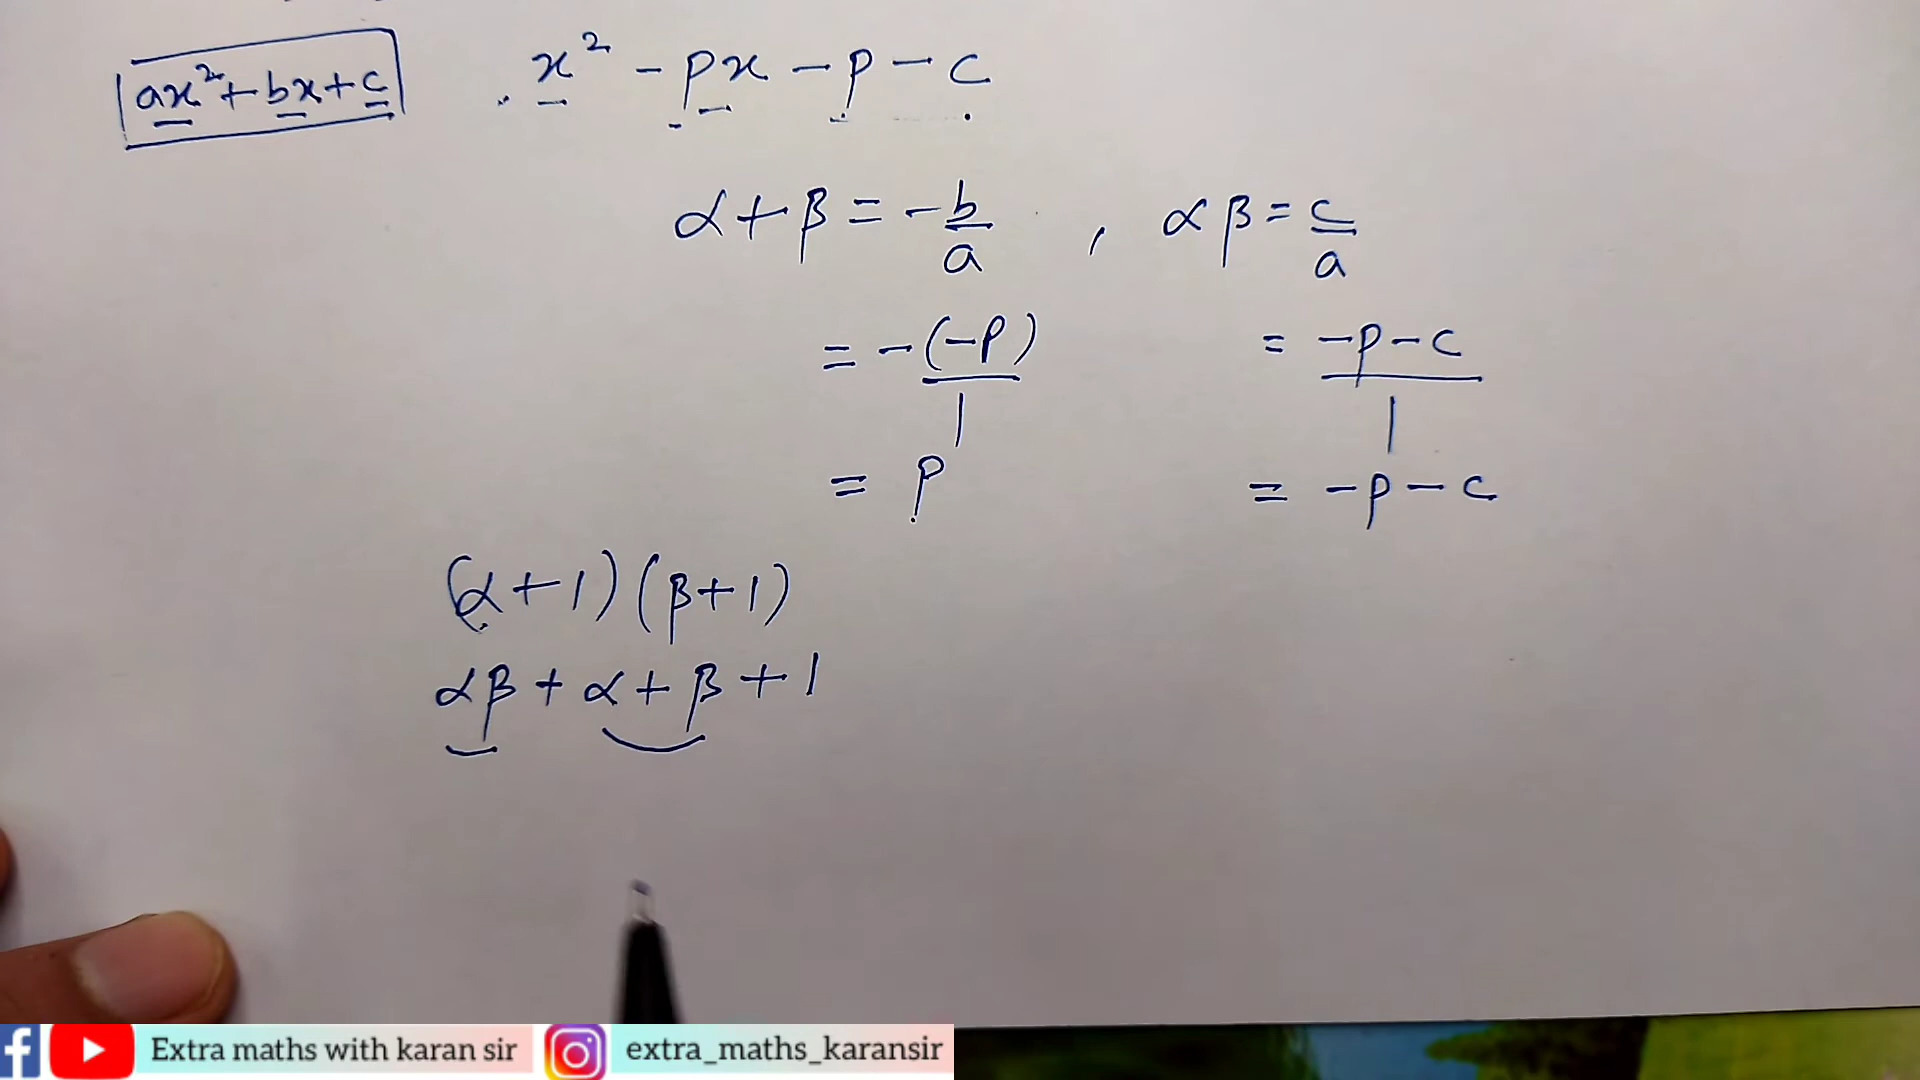 ax²+bx+c
x² - px - p - c
α+β = -b/a , αβ = c/a
= -(-p)/1 = -p-c/1
= p = -p-c
(α+1)(β+1)
αβ + α + β + 1
Extra maths with karan sir extra_maths_karansir